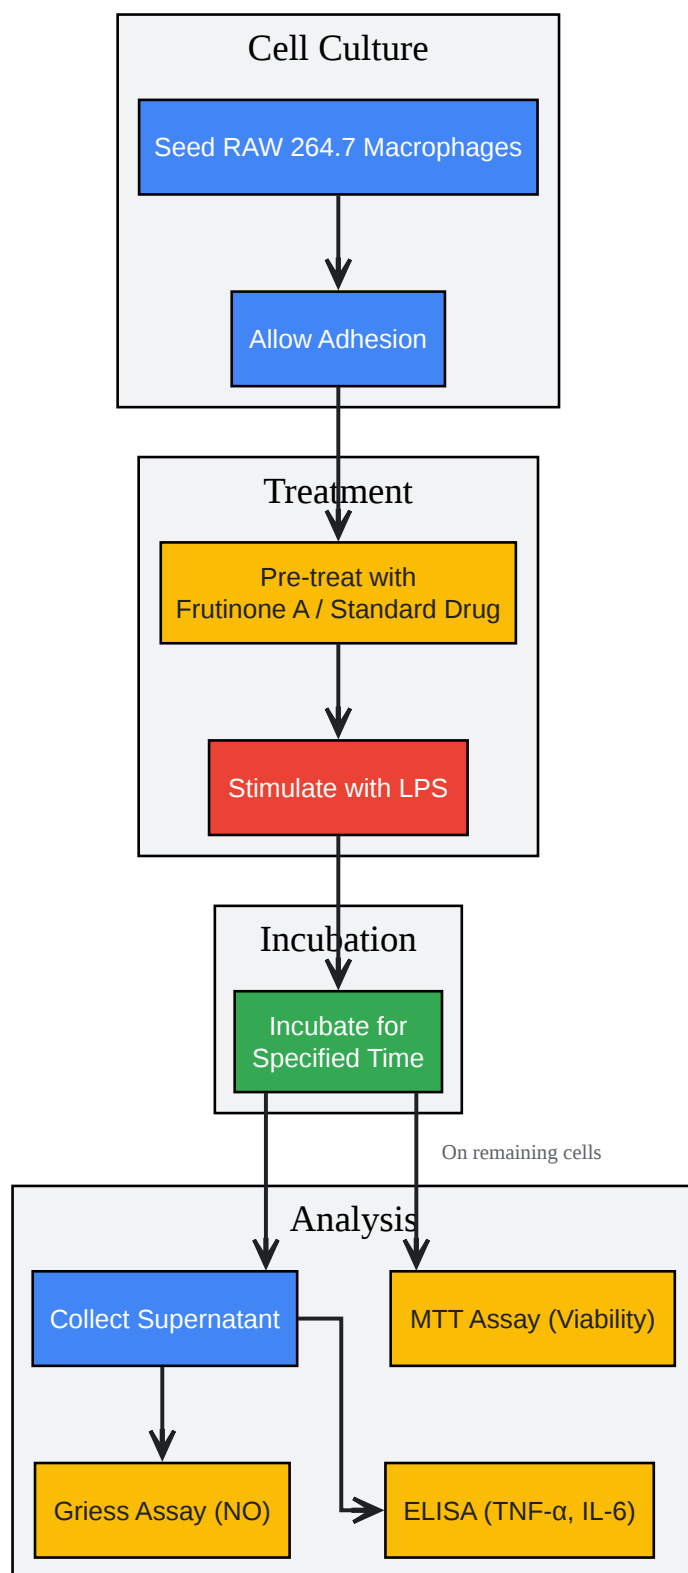 Cell Culture
Seed RAW 264.7 Macrophages
Allow Adhesion
Treatment
Pre-treat with
Frutinone A / Standard Drug
Stimulate with LPS
Incubation
Incubate for
Specified Time
On remaining cells
Analysis
Collect Supernatant
MTT Assay (Viability)
Griess Assay (NO)
ELISA (TNF-α, IL-6)